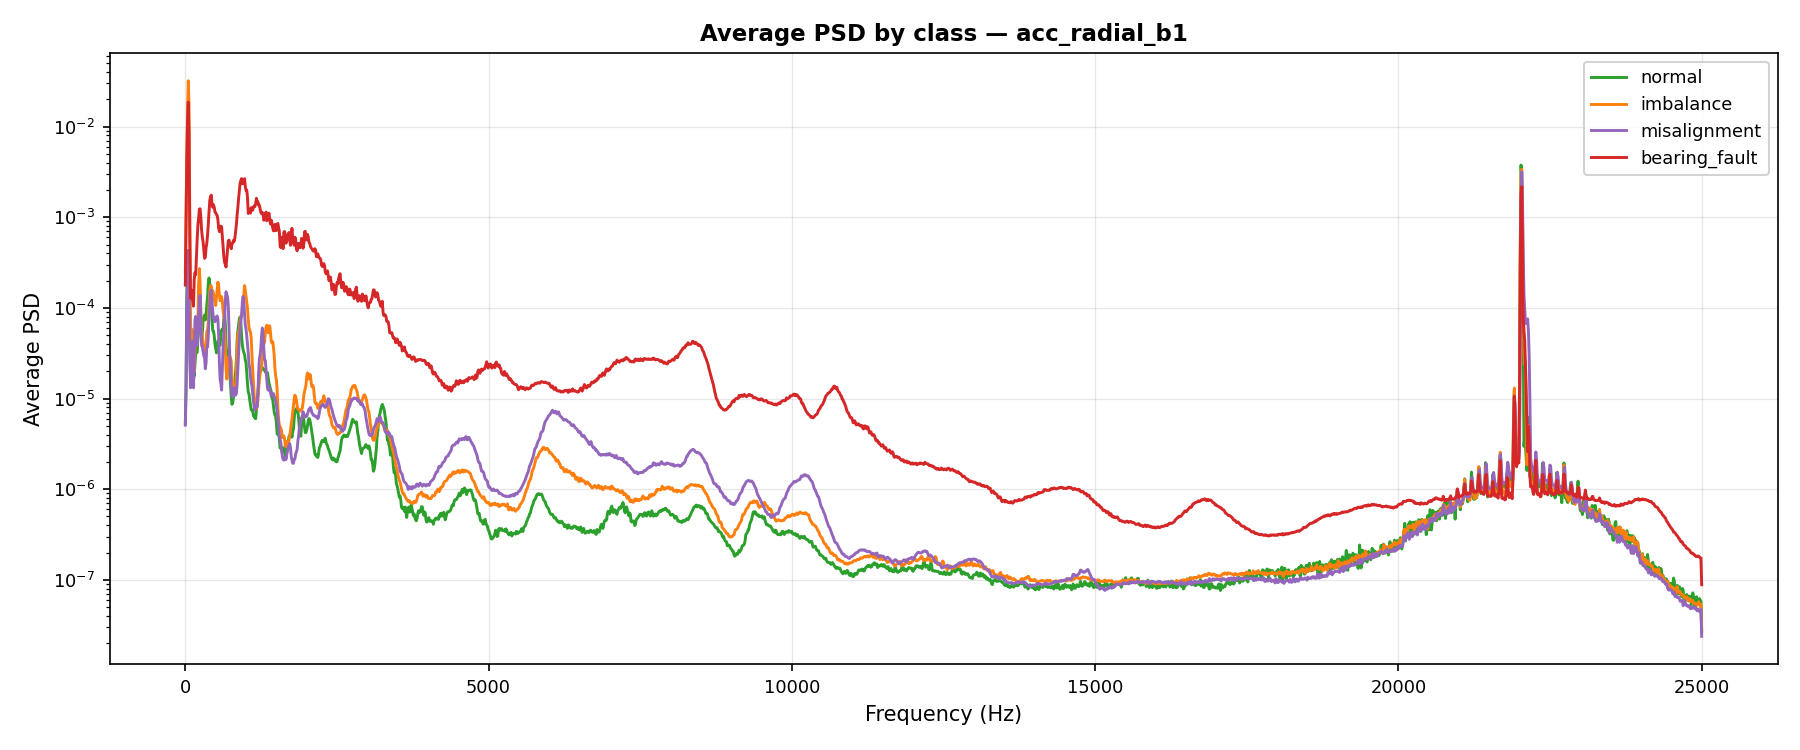 Average PSD by class — acc_radial_b1
normal
imbalance
misalignment
bearing_fault
Average PSD
10⁻²
10⁻³
10⁻⁴
10⁻⁵
10⁻⁶
10⁻⁷
0 5000 10000 15000 20000 25000
Frequency (Hz)